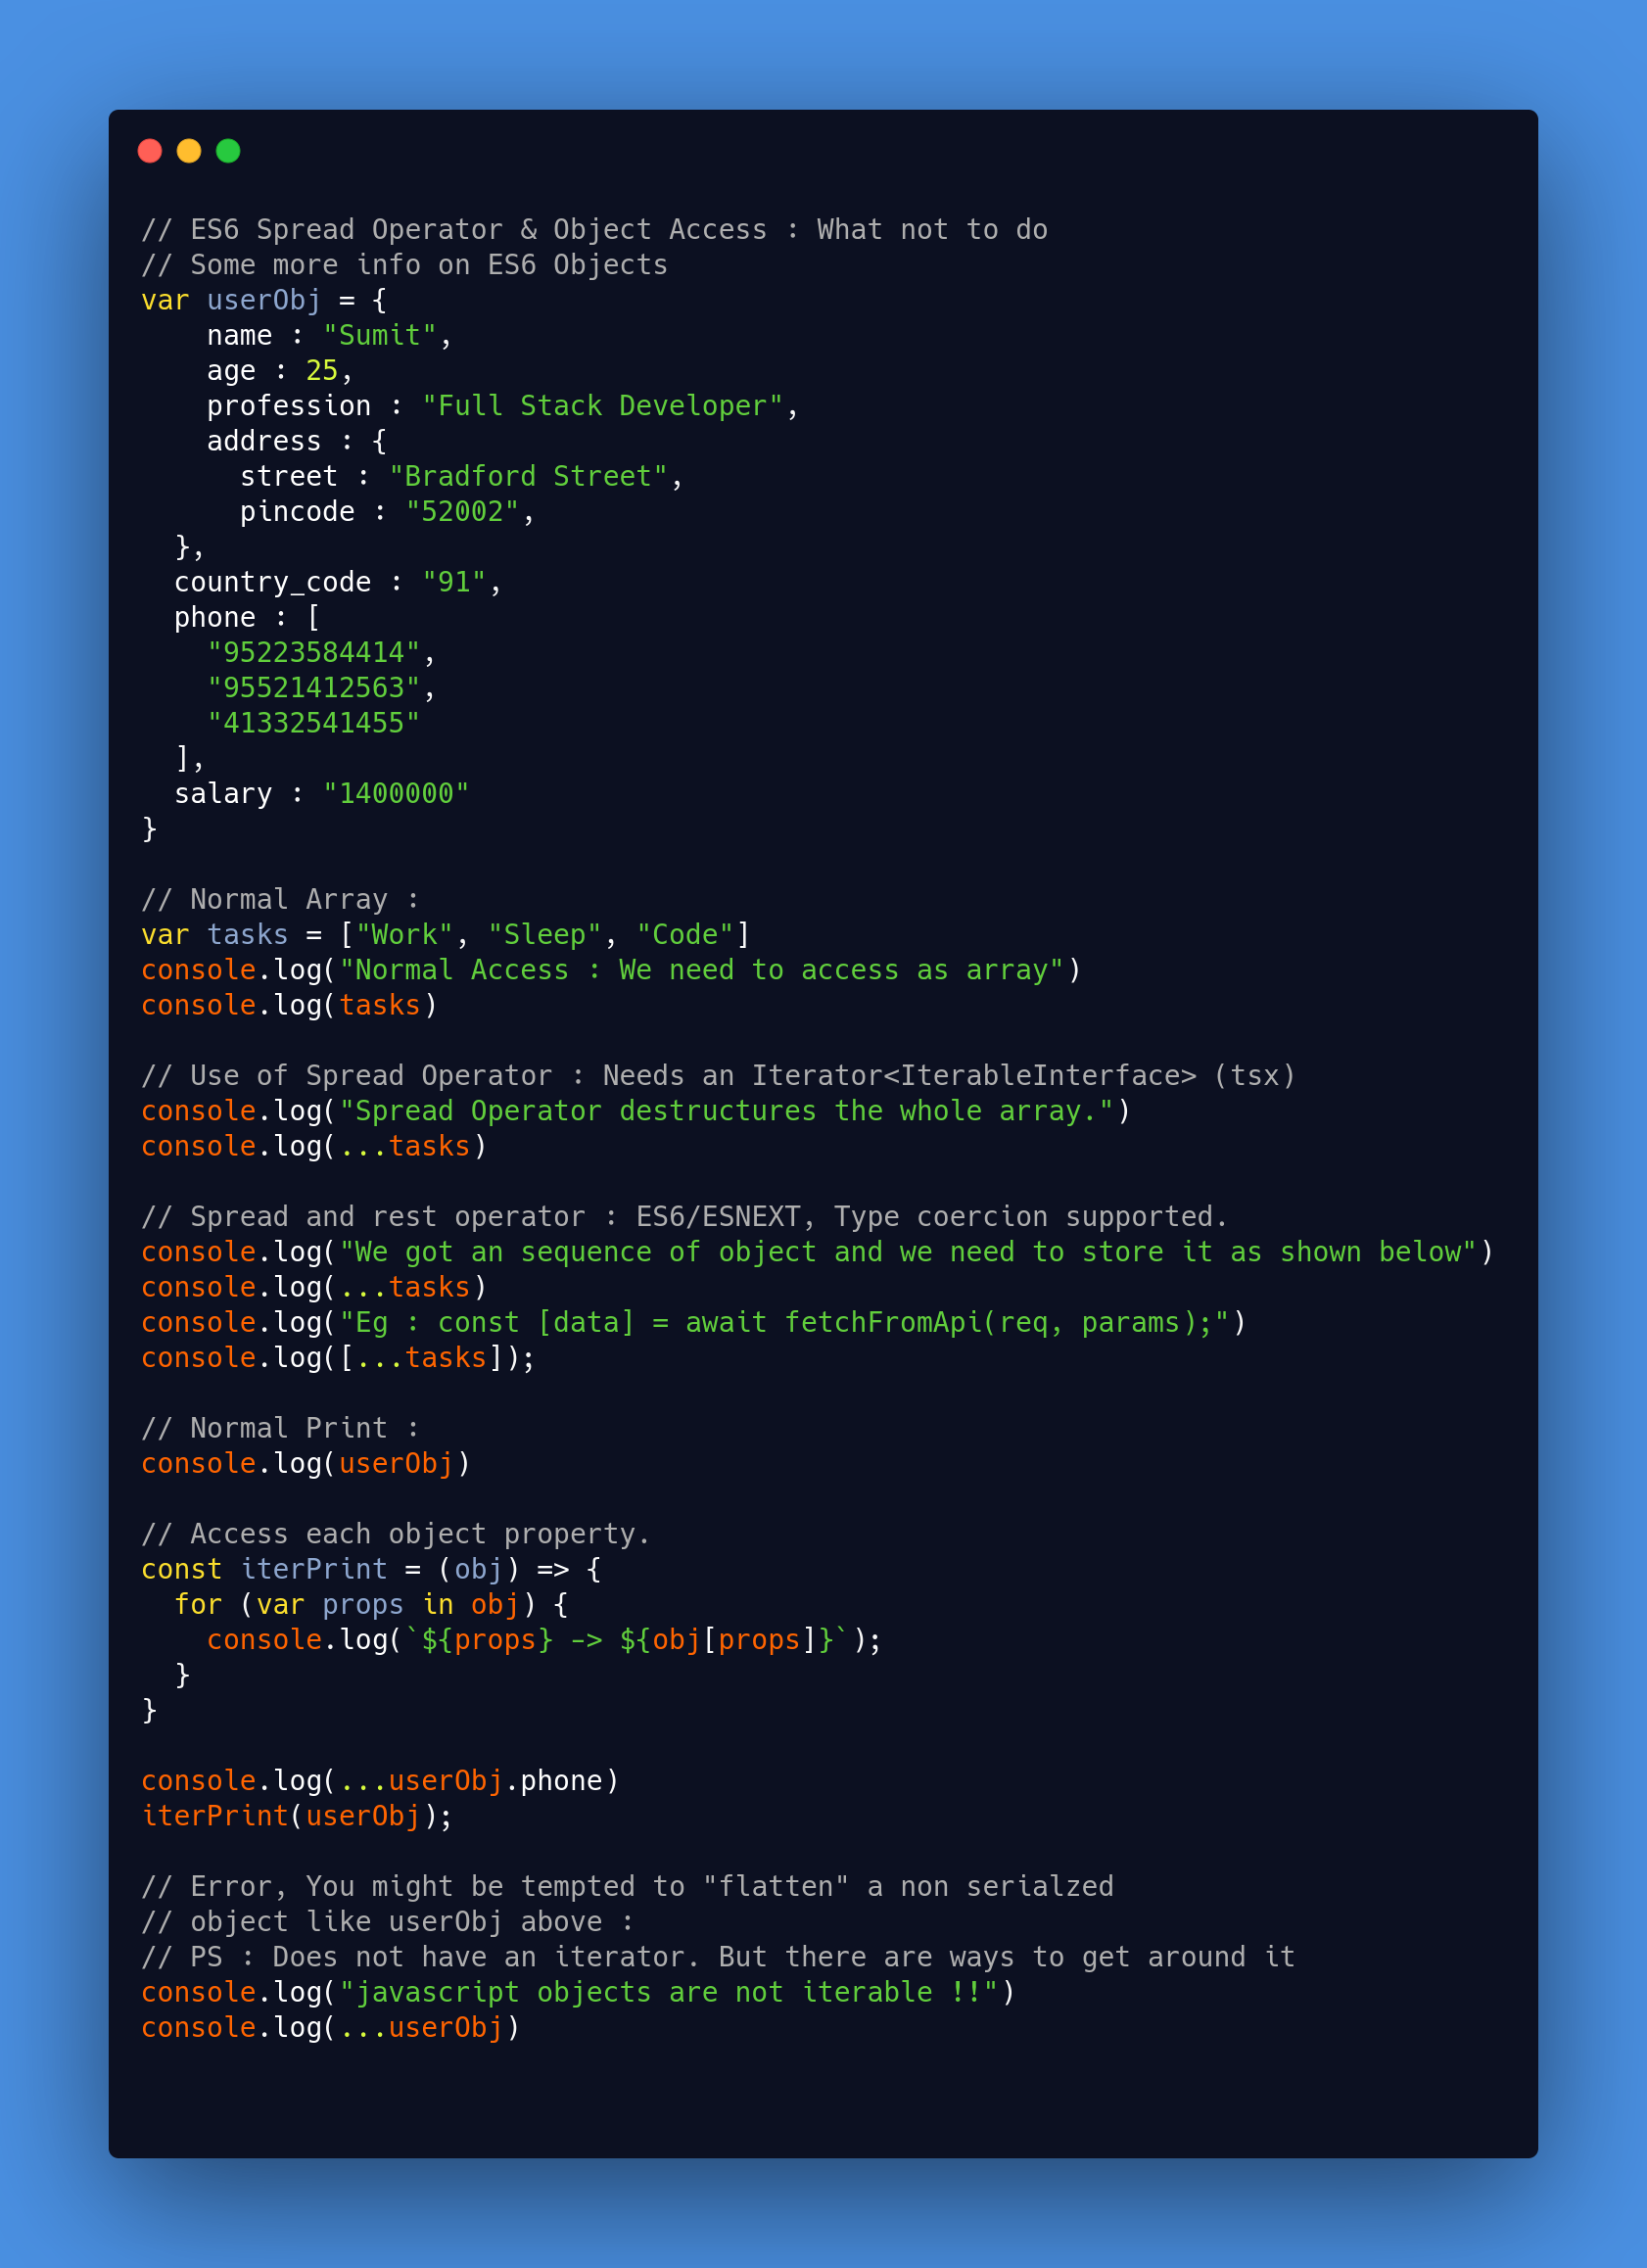 // ES6 Spread Operator & Object Access : What not to do
// Some more info on ES6 Objects
var userObj = {
    name : "Sumit",
    age : 25,
    profession : "Full Stack Developer",
    address : {
      street : "Bradford Street",
      pincode : "52002",
  },
  country_code : "91",
  phone : [
    "95223584414",
    "95521412563",
    "41332541455"
  ],
  salary : "1400000"
}

// Normal Array :
var tasks = ["Work", "Sleep", "Code"]
console.log("Normal Access : We need to access as array")
console.log(tasks)

// Use of Spread Operator : Needs an Iterator<IterableInterface> (tsx)
console.log("Spread Operator destructures the whole array.")
console.log(...tasks)

// Spread and rest operator : ES6/ESNEXT, Type coercion supported.
console.log("We got an sequence of object and we need to store it as shown below")
console.log(...tasks)
console.log("Eg : const [data] = await fetchFromApi(req, params);")
console.log([...tasks]);

// Normal Print :
console.log(userObj)

// Access each object property.
const iterPrint = (obj) => {
  for (var props in obj) {
    console.log(`${props} -> ${obj[props]}`);
  }
}

console.log(...userObj.phone)
iterPrint(userObj);

// Error, You might be tempted to "flatten" a non serialzed
// object like userObj above :
// PS : Does not have an iterator. But there are ways to get around it
console.log("javascript objects are not iterable !!")
console.log(...userObj)